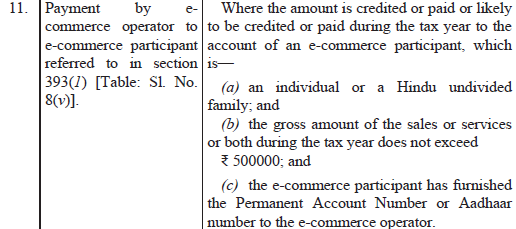 11. Payment by e-commerce operator to e-commerce participant referred to in section 393(1) [Table: Sl. No. 8(v)].
Where the amount is credited or paid or likely
to be credited or paid during the tax year to the
account of an e-commerce participant, which
is—
(a) an individual or a Hindu undivided
family; and
(b) the gross amount of the sales or services
or both during the tax year does not exceed
₹ 500000; and
(c) the e-commerce participant has furnished
the Permanent Account Number or Aadhaar
number to the e-commerce operator.